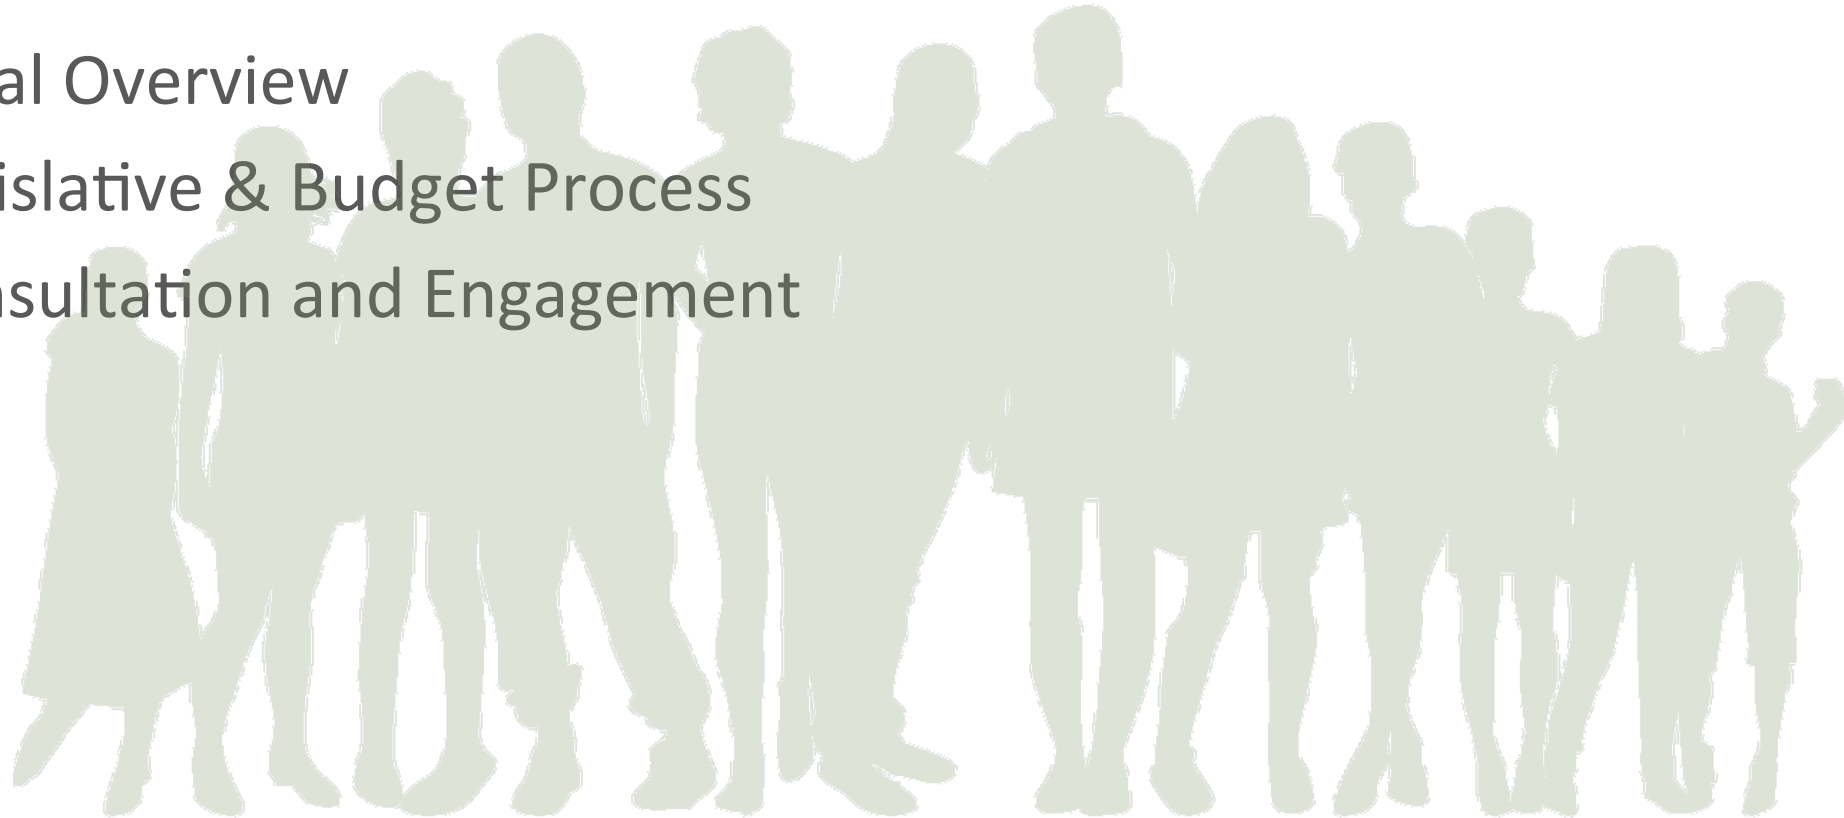 al Overview
islative & Budget Process
nsultation and Engagement